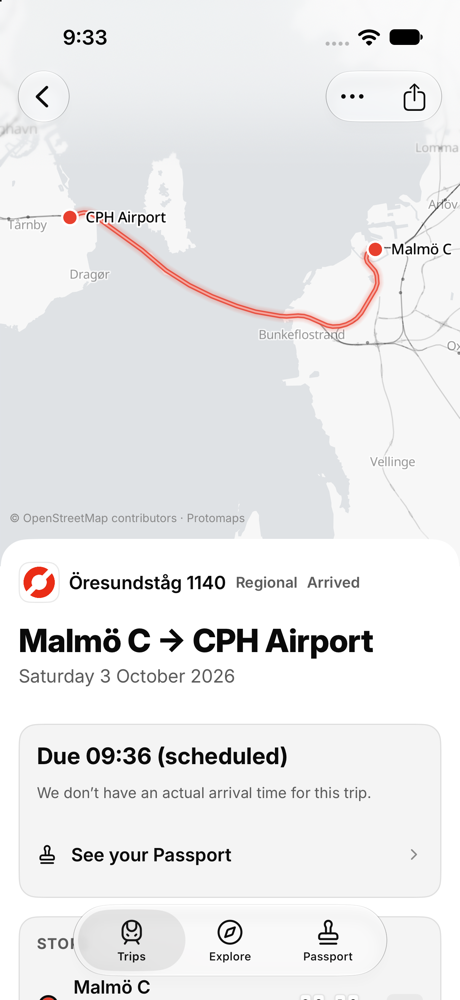 9:33
Lomma
CPH Airport
Tårnby
Arlöv
Malmö C
Dragør
Bunkeflostrand
Vellinge
© OpenStreetMap contributors · Protomaps
Öresundståg 1140 Regional Arrived
Malmö C → CPH Airport
Saturday 3 October 2026
Due 09:36 (scheduled)
We don't have an actual arrival time for this trip.
See your Passport
Trips
Explore
Passport
Malmö C